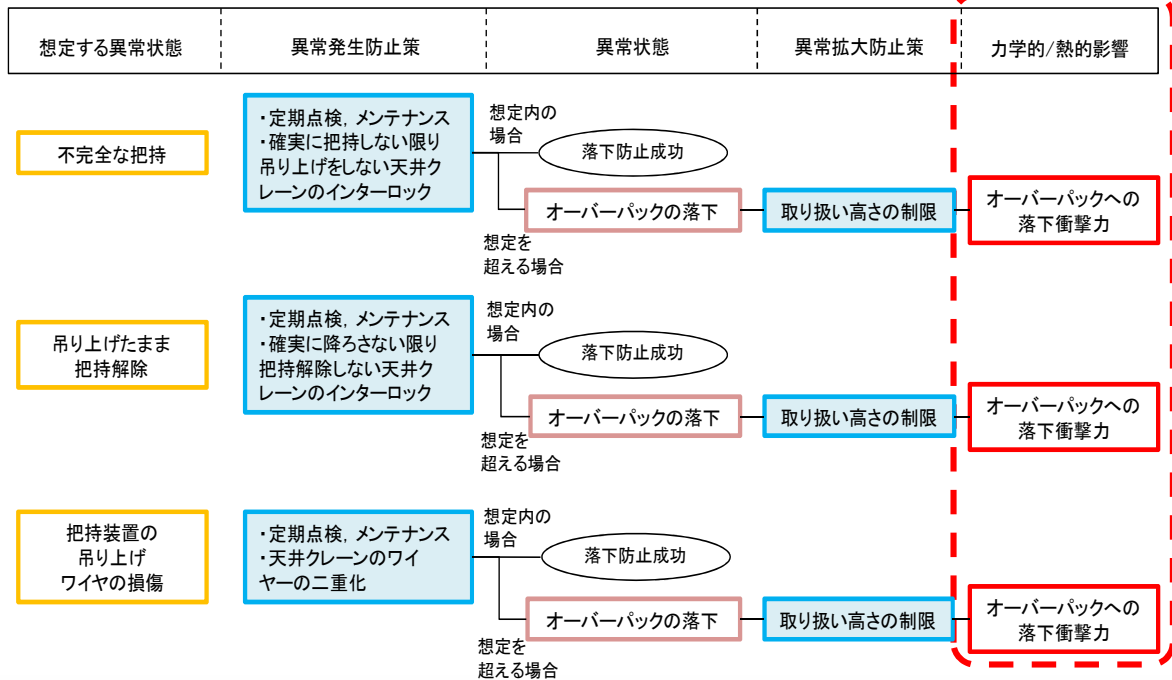 想定する異常状態
異常発生防止策
異常状態
異常拡大防止策
力学的/熱的影響
不完全な把持
・定期点検, メンテナンス
・確実に把持しない限り
吊り上げをしない天井ク
レーンのインターロック
想定内の
場合
落下防止成功
オーバーパックの落下
想定を
超える場合
取り扱い高さの制限
オーバーパックへの
落下衝撃力
吊り上げたまま
把持解除
・定期点検, メンテナンス
・確実に降ろさない限り
把持解除しない天井ク
レーンのインターロック
想定内の
場合
落下防止成功
オーバーパックの落下
想定を
超える場合
取り扱い高さの制限
オーバーパックへの
落下衝撃力
把持装置の
吊り上げ
ワイヤの損傷
・定期点検, メンテナンス
・天井クレーンのワイ
ヤーの二重化
想定内の
場合
落下防止成功
オーバーパックの落下
想定を
超える場合
取り扱い高さの制限
オーバーパックへの
落下衝撃力